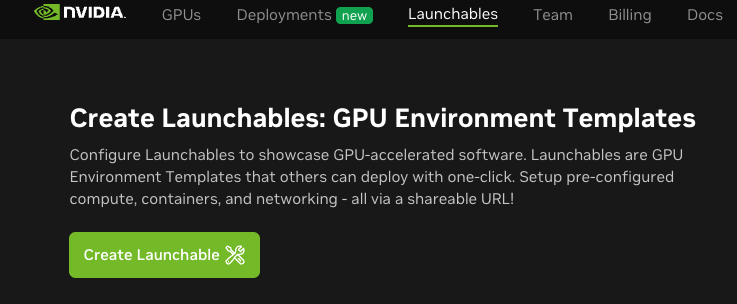 NVIDIA. GPUs Deployments new Launchables Team Billing Docs
Create Launchables: GPU Environment Templates
Configure Launchables to showcase GPU-accelerated software. Launchables are GPU
Environment Templates that others can deploy with one-click. Setup pre-configured
compute, containers, and networking - all via a shareable URL!
Create Launchable